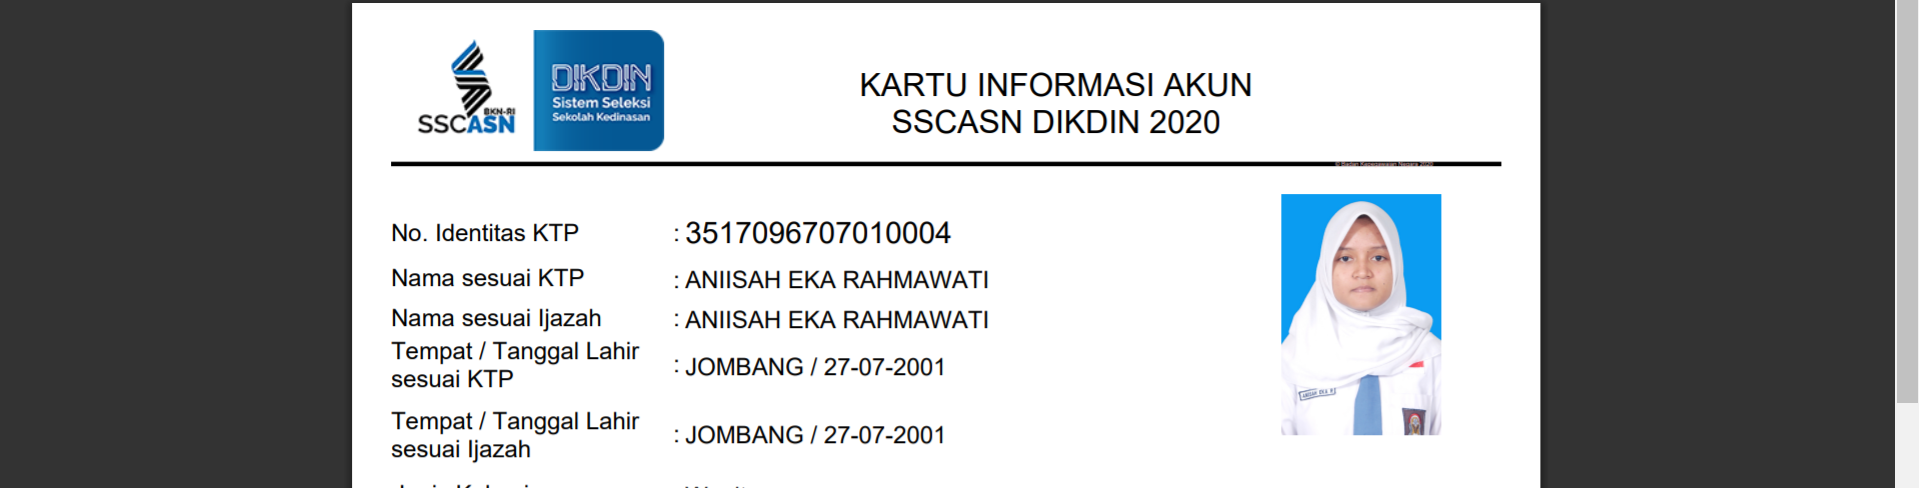 BKN-RI
SSCASN
DIKDIN
Sistem Seleksi
Sekolah Kedinasan
KARTU INFORMASI AKUN
SSCASN DIKDIN 2020
© Badan Kepegawaian Negara 2020
No. Identitas KTP : 3517096707010004
Nama sesuai KTP : ANIISAH EKA RAHMAWATI
Nama sesuai Ijazah : ANIISAH EKA RAHMAWATI
Tempat / Tanggal Lahir
sesuai KTP : JOMBANG / 27-07-2001
Tempat / Tanggal Lahir
sesuai Ijazah : JOMBANG / 27-07-2001